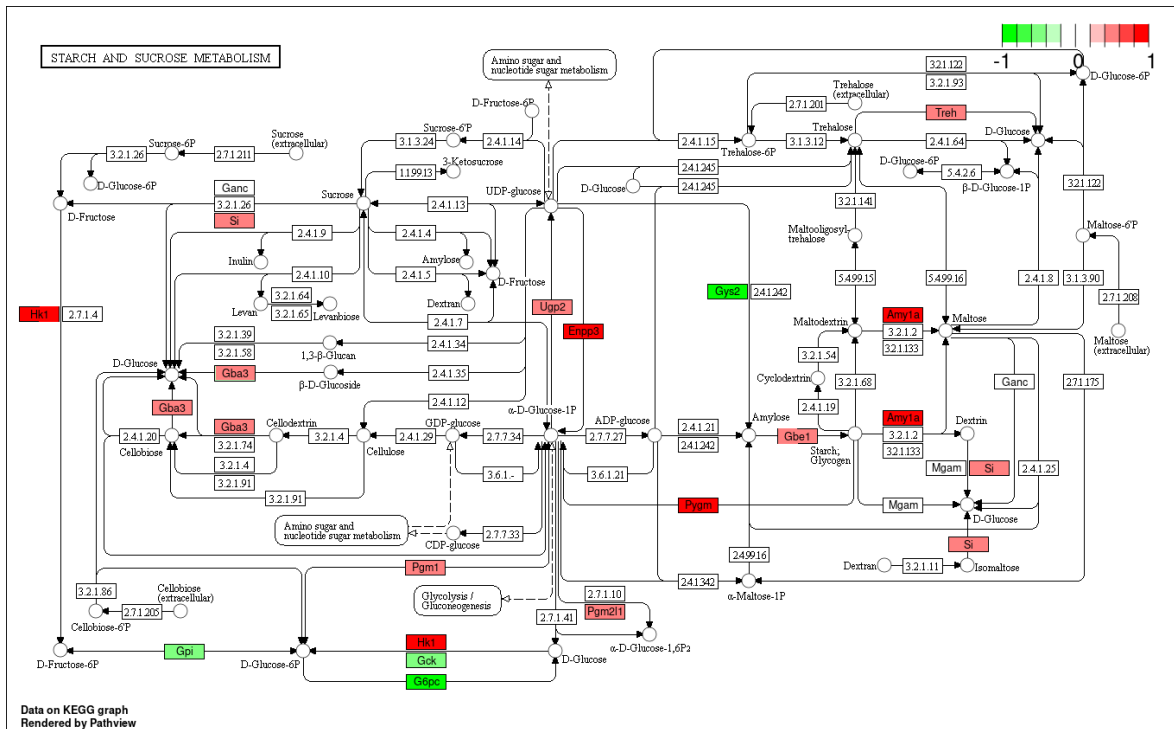 STARCH AND SUCROSE METABOLISM
-1 0 1
Amino sugar and
nucleotide sugar metabolism
D-Fructose-6P
Sucrose-6'P
3.1.3.24
2.4.1.14
3-Ketosucrose
1.1.99.13
UDP-glucose
Sucrose-6P
Sucrose
(extracellular)
3.2.1.26
2.7.1.211
D-Glucose-6P
Ganc
3.2.1.26
Si
D-Fructose
Sucrose
2.4.1.13
2.4.1.9
2.4.1.4
Inulin
Amylose
2.4.1.10
2.4.1.5
D-Fructose
Levan
3.2.1.64
3.2.1.65
Levanbiose
Dextran
2.4.1.7
Hk1
2.7.1.4
3.2.1.39
3.2.1.58
1,3-β-Glucan
2.4.1.34
D-Glucose
Gba3
β-D-Glucoside
2.4.1.35
Gba3
2.4.1.12
Gba3
Cellodextrin
GDP-glucose
α-D-Glucose-1P
2.4.1.20
Cellobiose
3.2.1.74
3.2.1.4
3.2.1.91
3.2.1.4
Cellulose
2.4.1.29
2.7.7.34
3.6.1.-
3.2.1.91
Amino sugar and
nucleotide sugar metabolism
CDP-glucose
2.7.7.33
Pgm1
Glycolysis /
Gluconeogenesis
3.2.1.86
2.7.1.205
Cellobiose
(extracellular)
Cellobiose-6'P
2.7.1.10
Pgm2l1
2.7.1.41
α-D-Glucose-1,6P2
D-Fructose-6P
Gpi
D-Glucose-6P
Hk1
Gck
G6pc
D-Glucose
Ugp2
Enpp3
3.2.1.122
3.2.1.93
D-Glucose-6P
Trehalose
(extracellular)
2.7.1.201
Treh
2.4.1.15
Trehalose-6P
3.1.3.12
Trehalose
2.4.1.64
D-Glucose
2.4.1.245
D-Glucose
2.4.1.245
D-Glucose-6P
5.4.2.6
β-D-Glucose-1P
3.2.1.122
3.2.1.141
Maltooligosyl-
trehalose
Maltose-6'P
5.4.99.15
5.4.99.16
2.4.1.8
3.1.3.90
2.7.1.208
Gys2
2.4.1.242
Maltodextrin
Amy1a
3.2.1.2
3.2.1.133
Maltose
Maltose
(extracellular)
3.2.1.54
Cyclodextrin
3.2.1.68
Ganc
2.7.1.175
2.4.1.19
ADP-glucose
2.7.7.27
2.4.1.21
2.4.1.242
Amylose
Gbe1
Starch;
Glycogen
Amy1a
3.2.1.2
3.2.1.133
Dextrin
3.6.1.21
Mgam
Si
2.4.1.25
Pygm
Mgam
D-Glucose
Si
2.4.99.16
Dextran
3.2.1.11
Isomaltose
2.4.1.342
α-Maltose-1P
Data on KEGG graph
Rendered by Pathview